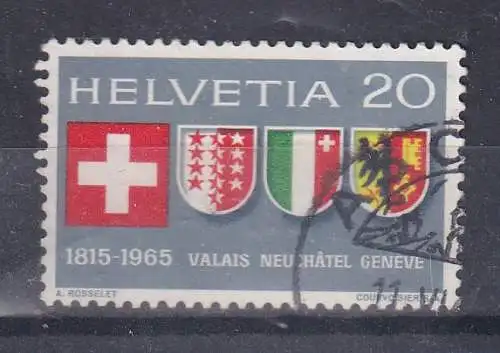 HELVETIA 20
1815-1965 VALAIS NEUCHÂTEL GENÈVE
A. ROSSELET COURVOISIER S.A.